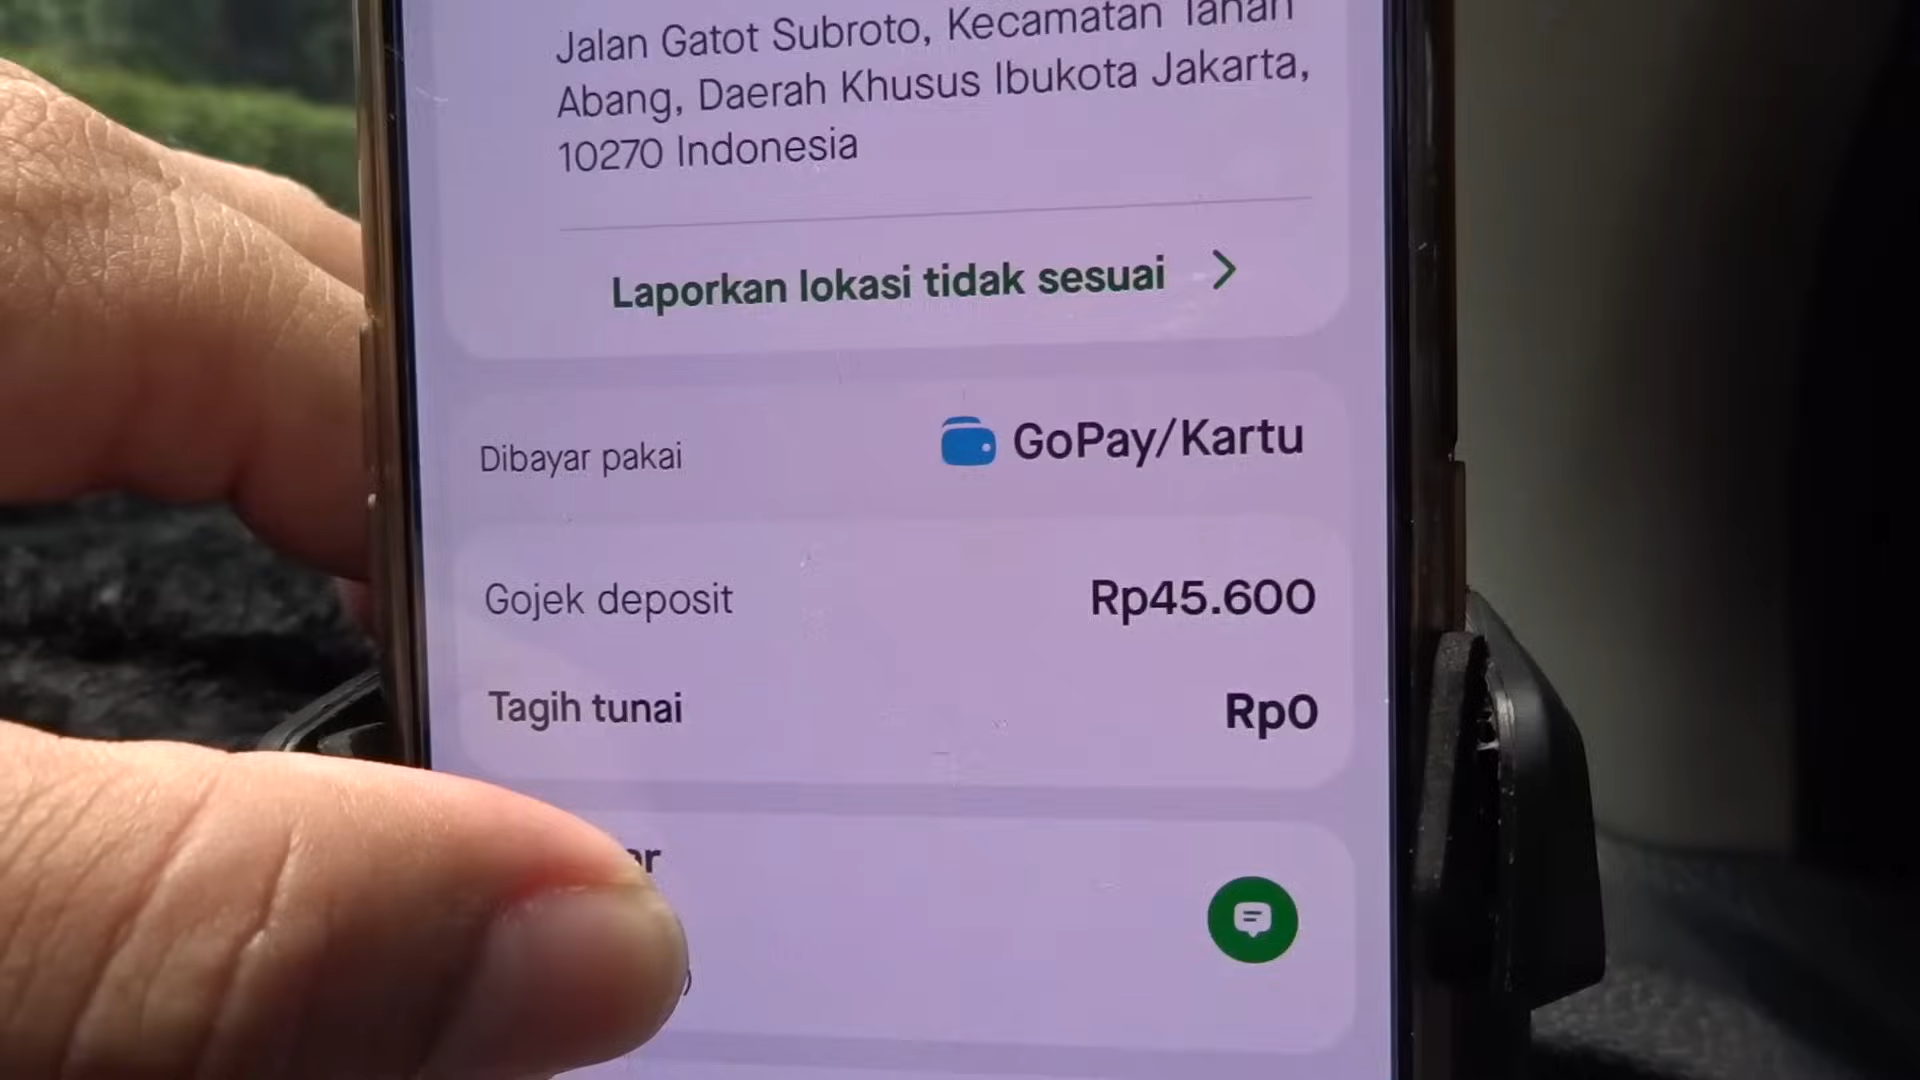 Jalan Gatot Subroto, Kecamatan Tanah
Abang, Daerah Khusus Ibukota Jakarta,
10270 Indonesia
Laporkan lokasi tidak sesuai
Dibayar pakai
GoPay/Kartu
Gojek deposit
Rp45.600
Tagih tunai
Rp0